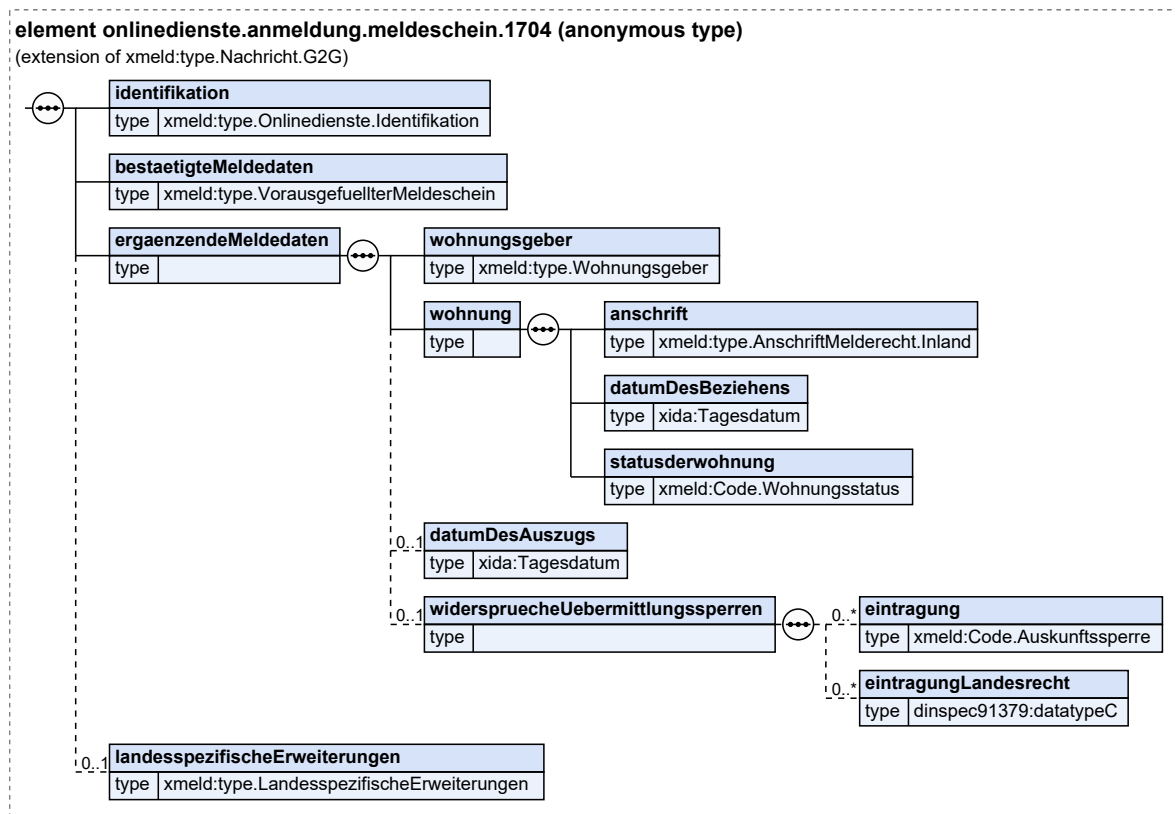 element onlinedienste.anmeldung.meldeschein.1704 (anonymous type)
(extension of xmeld:type.Nachricht.G2G)
identifikation
type xmeld:type.Onlinedienste.Identifikation
bestaetigteMeldedaten
type xmeld:type.VorausgefuellterMeldeschein
ergaenzendeMeldedaten
type
wohnungsgeber
type xmeld:type.Wohnungsgeber
wohnung
type
anschrift
type xmeld:type.AnschriftMelderecht.Inland
datumDesBeziehens
type xida:Tagesdatum
statusderwohnung
type xmeld:Code.Wohnungsstatus
0..1
datumDesAuszugs
type xida:Tagesdatum
0..1
widerspruecheUebermittlungssperren
type
0..*
eintragung
type xmeld:Code.Auskunftssperre
0..*
eintragungLandesrecht
type dinspec91379:datatypeC
0..1
landesspezifischeErweiterungen
type xmeld:type.LandesspezifischeErweiterungen